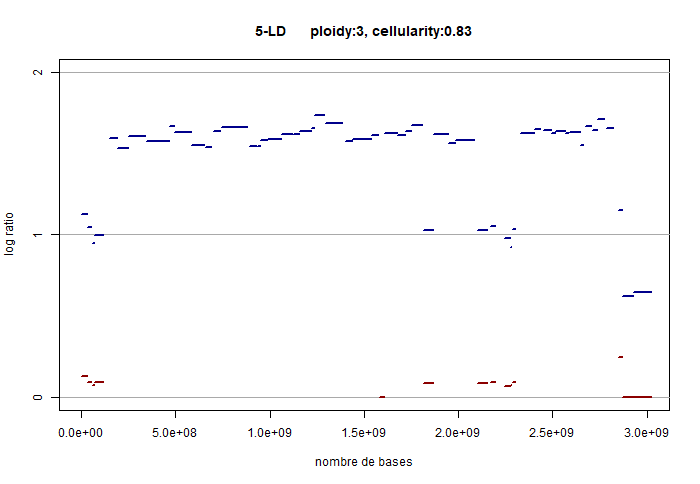 5-LD ploidy:3, cellularity:0.83
2
1
0
log ratio
0.0e+00 5.0e+08 1.0e+09 1.5e+09 2.0e+09 2.5e+09 3.0e+09
nombre de bases